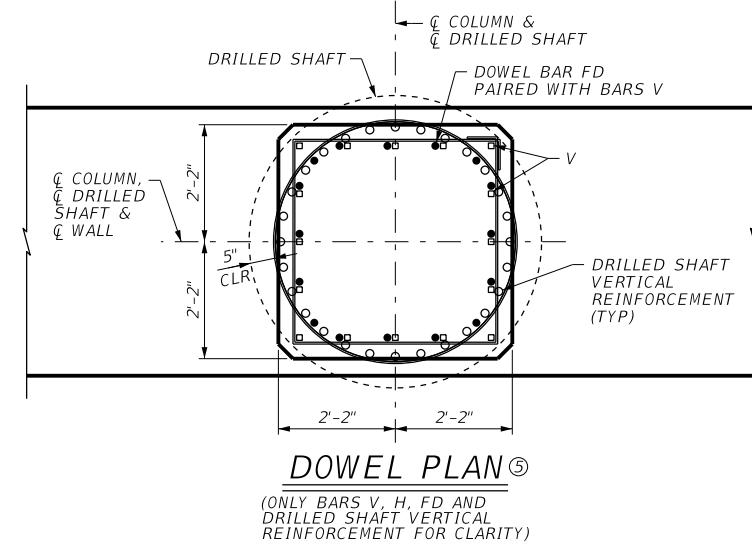 ℄ COLUMN &
℄ DRILLED SHAFT
DRILLED SHAFT
DOWEL BAR FD
PAIRED WITH BARS V
V
℄ COLUMN,
℄ DRILLED
SHAFT &
℄ WALL
2'-2"
2'-2"
5"
CLR
DRILLED SHAFT
VERTICAL
REINFORCEMENT
(TYP)
2'-2"
2'-2"
DOWEL PLAN ⑤
(ONLY BARS V, H, FD AND
DRILLED SHAFT VERTICAL
REINFORCEMENT FOR CLARITY)